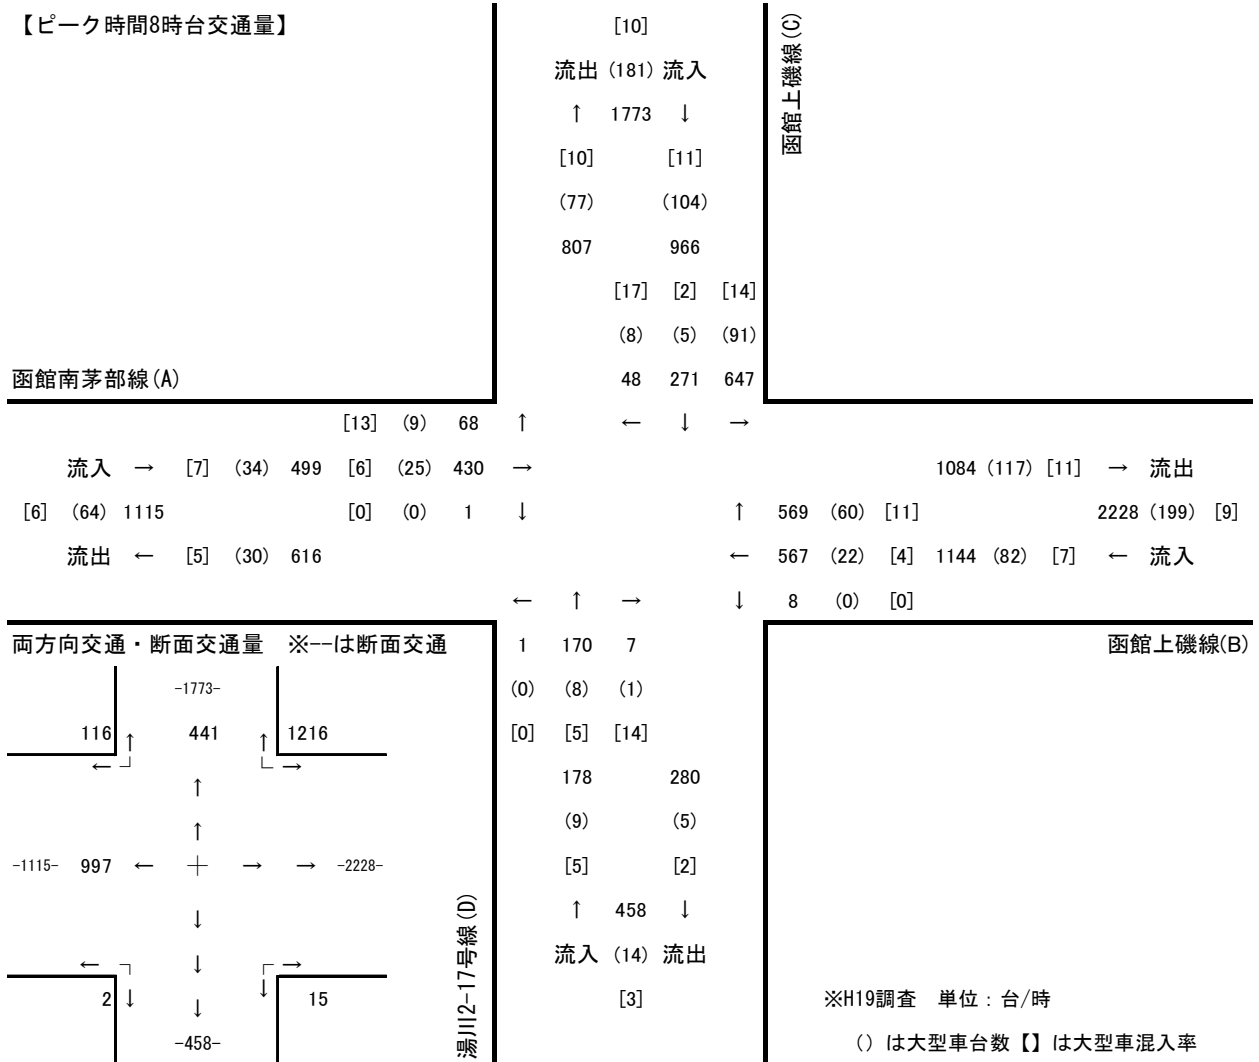 【ピーク時間8時台交通量】
[10]
流出 (181) 流入
↑ 1773 ↓
[10] [11]
(77) (104)
807 966
[17] [2] [14]
(8) (5) (91)
48 271 647
← ↓ →
函館上磯線(C)
函館南茅部線(A)
[13] (9) 68 ↑
流入 → [7] (34) 499 [6] (25) 430 →
[6] (64) 1115 [0] (0) 1 ↓
流出 ← [5] (30) 616
1084 (117) [11] → 流出
↑ 569 (60) [11] 2228 (199) [9]
← 567 (22) [4] 1144 (82) [7] ← 流入
↓ 8 (0) [0]
函館上磯線(B)
← ↑ →
1 170 7
(0) (8) (1)
[0] [5] [14]
178 280
(9) (5)
[5] [2]
↑ 458 ↓
流入 (14) 流出
[3]
湯川2-17号線(D)
両方向交通・断面交通量 ※--は断面交通
-1773-
116 ↑ 441 ↑ 1216
← →
↑
↑
-1115- 997 ← → → -2228-
↓
← ↓ →
2 ↓ ↓ 15
↓
-458-
※H19調査 単位：台/時
() は大型車台数【】は大型車混入率